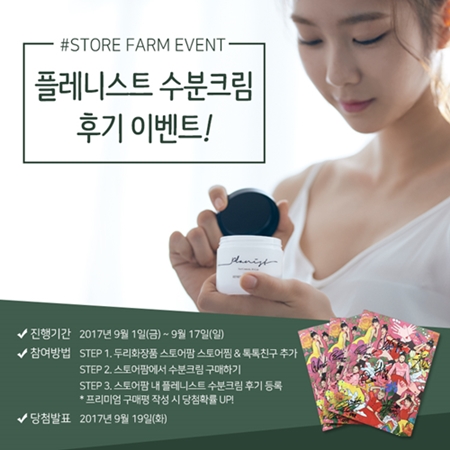 #STORE FARM EVENT
플레니스트 수분크림
후기 이벤트!
planist
진행기간 2017년 9월 1일(금) ~ 9월 17일(일)
참여방법 STEP 1. 두리화장품 스토어팜 스토어찜 & 톡톡친구 추가
STEP 2. 스토어팜에서 수분크림 구매하기
STEP 3. 스토어팜 내 플레니스트 수분크림 후기 등록
* 프리미엄 구매평 작성 시 당첨확률 UP!
당첨발표 2017년 9월 19일(화)